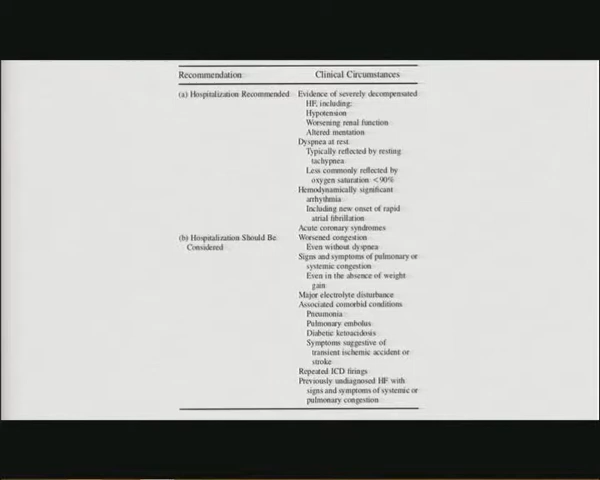 Recommendation Clinical Circumstances
(a) Hospitalization Recommended Evidence of severely decompensated
HF, including:
Hypotension
Worsening renal function
Altered mentation
Dyspnea at rest
Typically reflected by resting
tachypnea
Less commonly reflected by
oxygen saturation <90%
Hemodynamically significant
arrhythmia
Including new onset of rapid
atrial fibrillation
Acute coronary syndromes
(b) Hospitalization Should Be Worsened congestion
Considered Even without dyspnea
Signs and symptoms of pulmonary or
systemic congestion
Even in the absence of weight
gain
Major electrolyte disturbance
Associated comorbid conditions
Pneumonia
Pulmonary embolus
Diabetic ketoacidosis
Symptoms suggestive of
transient ischemic accident or
stroke
Repeated ICD firings
Previously undiagnosed HF with
signs and symptoms of systemic or
pulmonary congestion